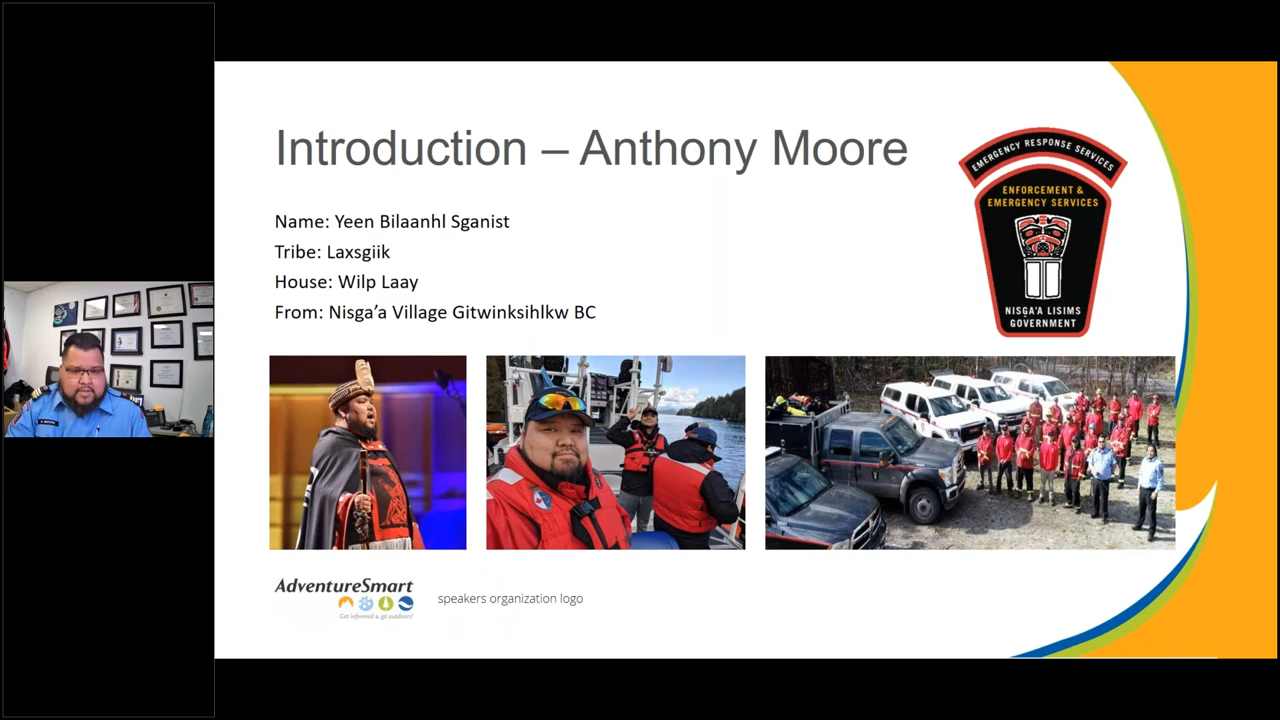 Introduction – Anthony Moore
Name: Yeen Bilaanhl Sganist
Tribe: Laxsgiik
House: Wilp Laay
From: Nisga’a Village Gitwinksihlkw BC
EMERGENCY RESPONSE SERVICES
ENFORCEMENT &
EMERGENCY SERVICES
NISGA'A LISIMS
GOVERNMENT
AdventureSmart
Get informed & go outdoors!
speakers organization logo
A. MOORE